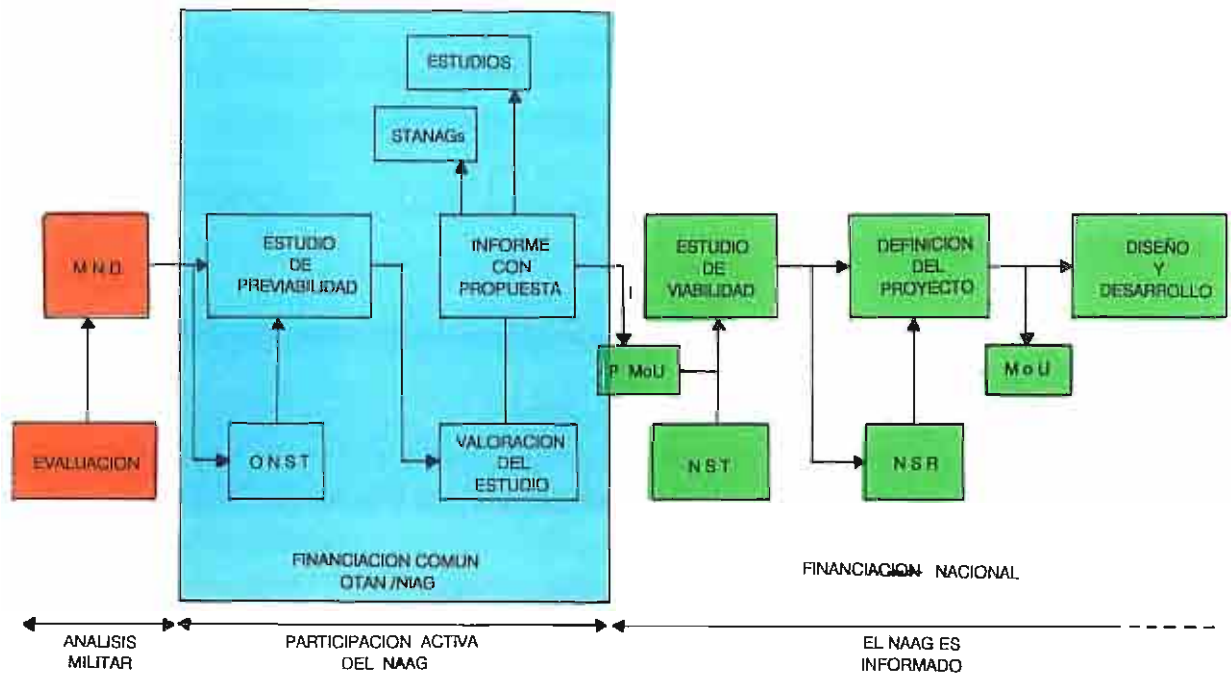 ESTUDIOS
STANAGs
M N D
ESTUDIO
DE
PREVIABILIDAD
INFORME
CON
PROPUESTA
ESTUDIO
DE
VIABILIDAD
DEFINICION
DEL
PROYECTO
DISEÑO
Y
DESARROLLO
P MoU
MoU
EVALUACION
O N S T
VALORACION
DEL
ESTUDIO
N S T
N S R
FINANCIACION COMUN
OTAN /NIAG
FINANCIACION NACIONAL
ANALISIS
MILITAR
PARTICIPACION ACTIVA
DEL NAAG
EL NAAG ES
INFORMADO